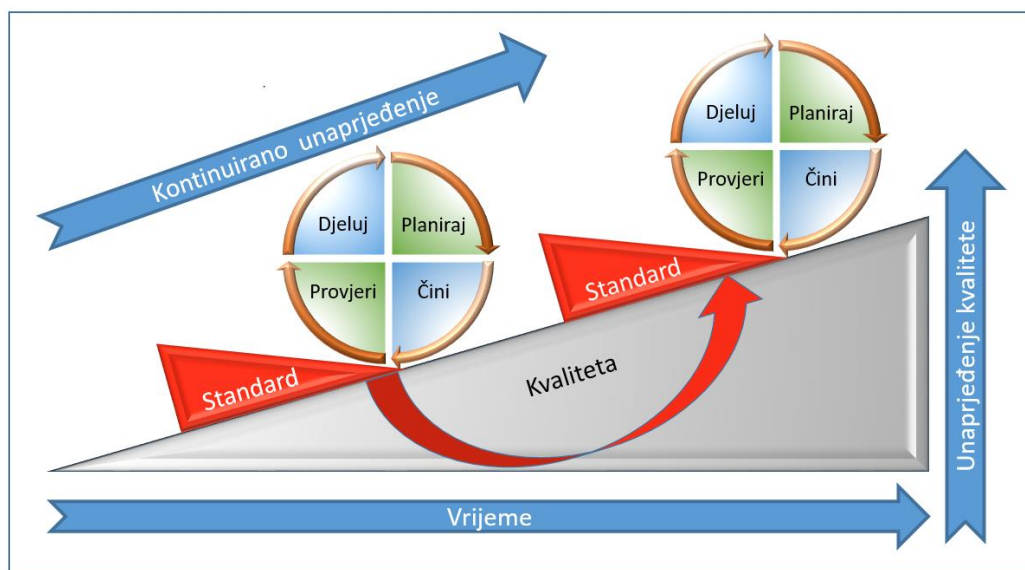 Kontinuirano unaprjeđenje
Djeluj
Planiraj
Provjeri
Čini
Djeluj
Planiraj
Provjeri
Čini
Standard
Standard
Kvaliteta
Unaprjeđenje kvalitete
Vrijeme